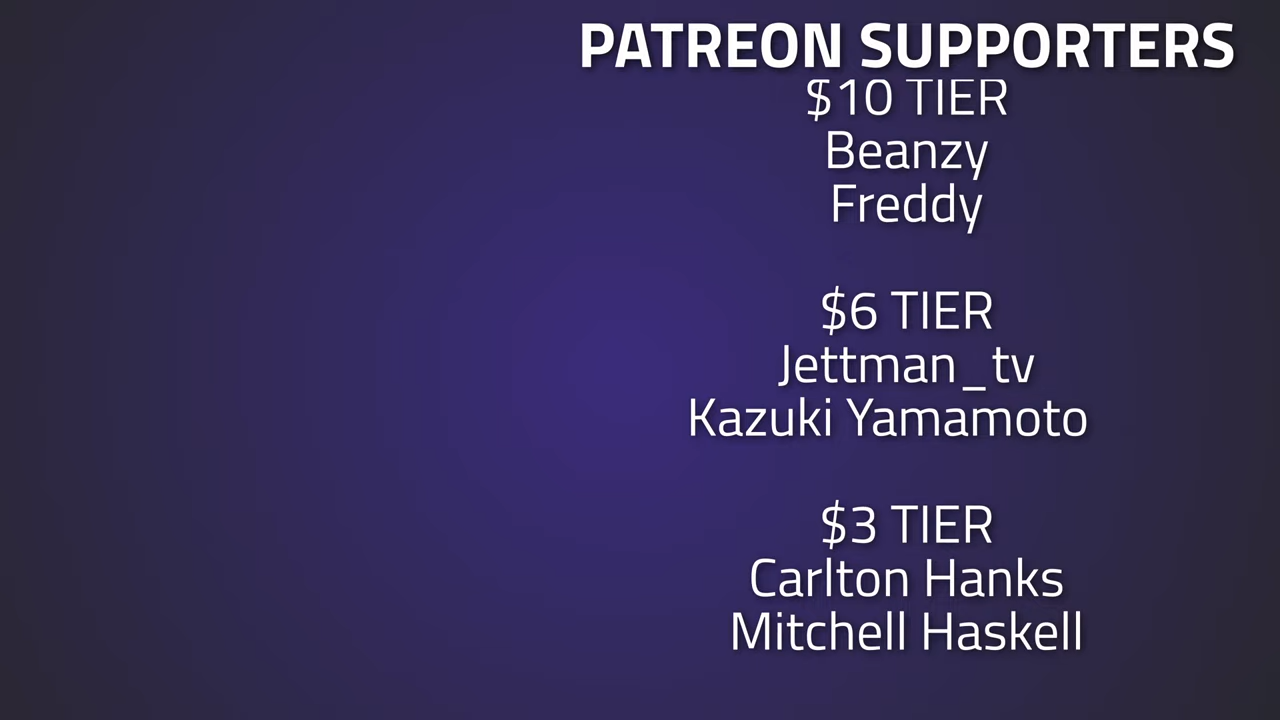 PATREON SUPPORTERS
$10 TIER
Beanzy
Freddy
$6 TIER
Jettman_tv
Kazuki Yamamoto
$3 TIER
Carlton Hanks
Mitchell Haskell